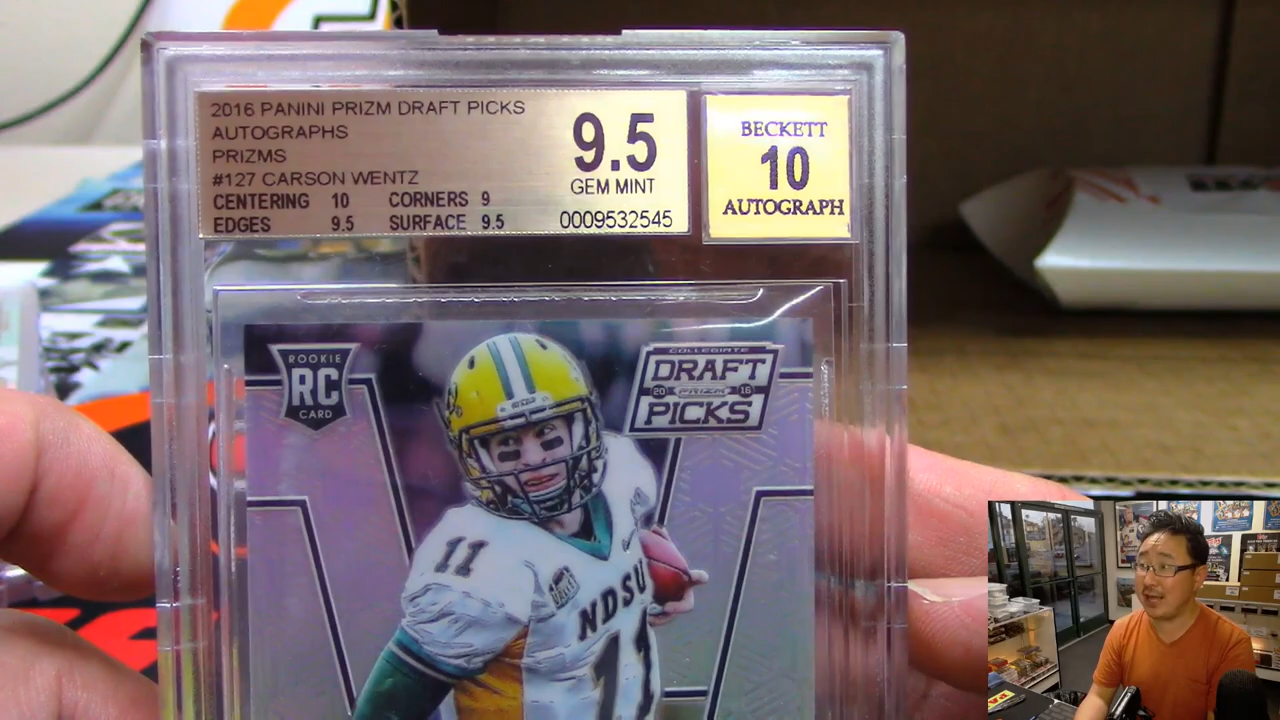 2016 PANINI PRIZM DRAFT PICKS
AUTOGRAPHS
PRIZMS
#127 CARSON WENTZ
CENTERING 10 CORNERS 9
EDGES 9.5 SURFACE 9.5
9.5
GEM MINT
0009532545
BECKETT
10
AUTOGRAPH
ROOKIE
RC
CARD
COLLEGIATE
DRAFT
20 PRIZM 16
PICKS
11
NDSU
11